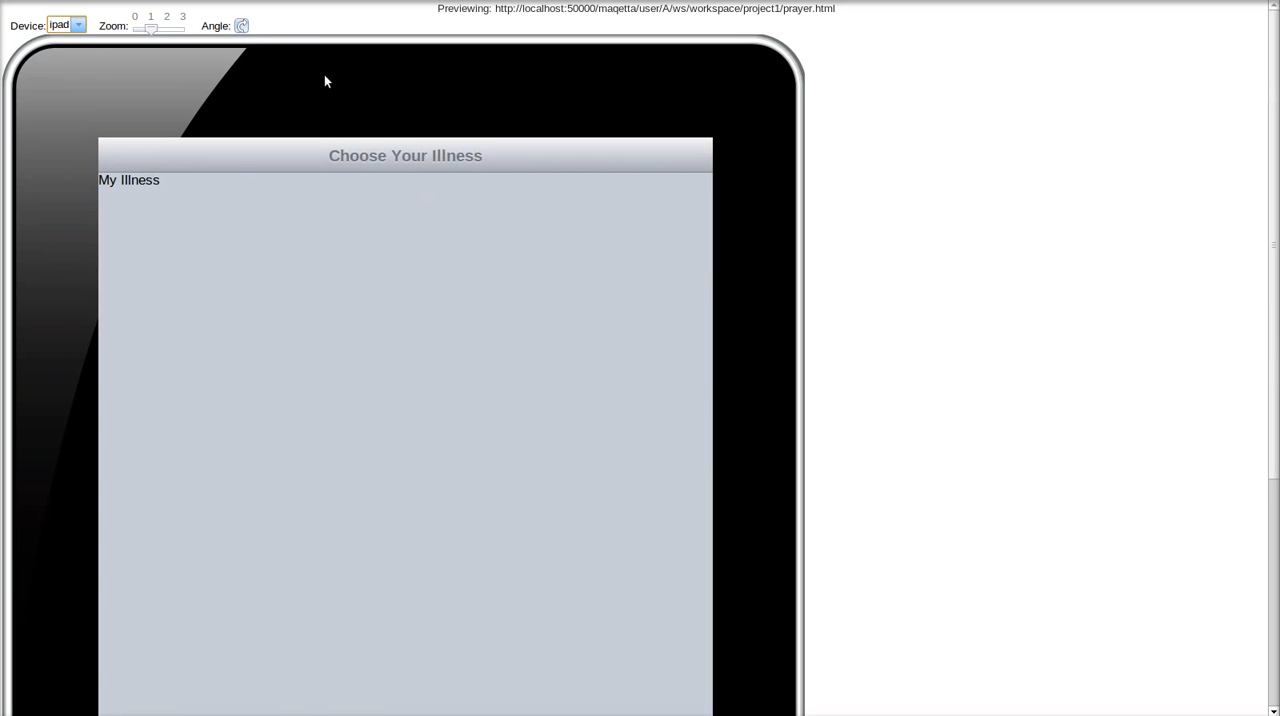 Previewing: http://localhost:50000/maqetta/user/A/ws/workspace/project1/prayer.html
Device: ipad Zoom: 0 1 2 3 Angle:
Choose Your Illness
My Illness